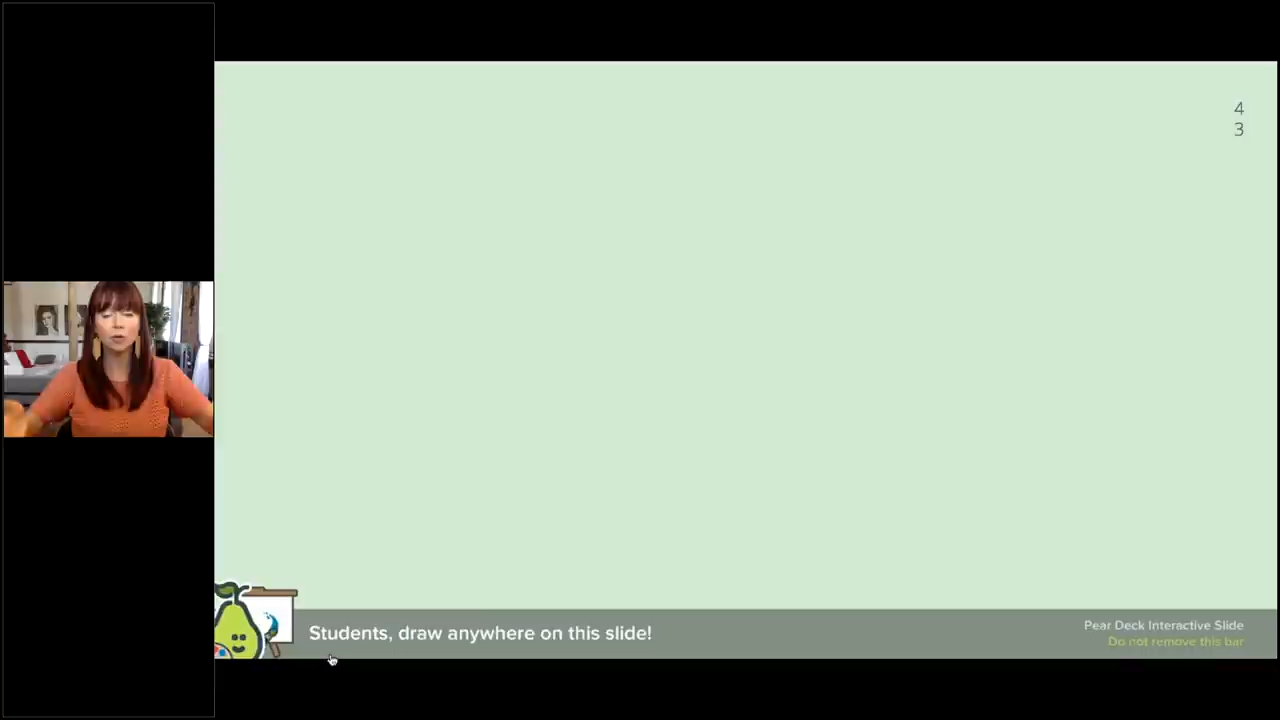 4
3
Students, draw anywhere on this slide!
Pear Deck Interactive Slide
Do not remove this bar